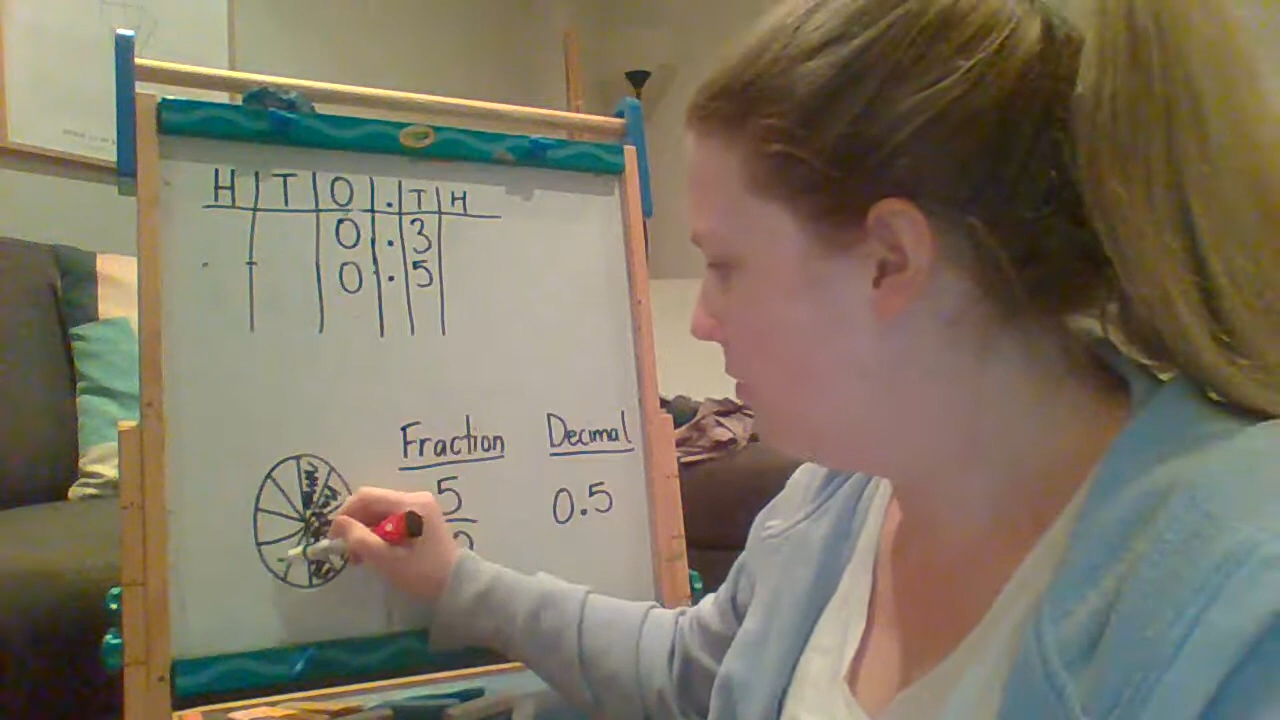 H T O . T H
0 . 3
0 . 5
Fraction Decimal
5 0.5